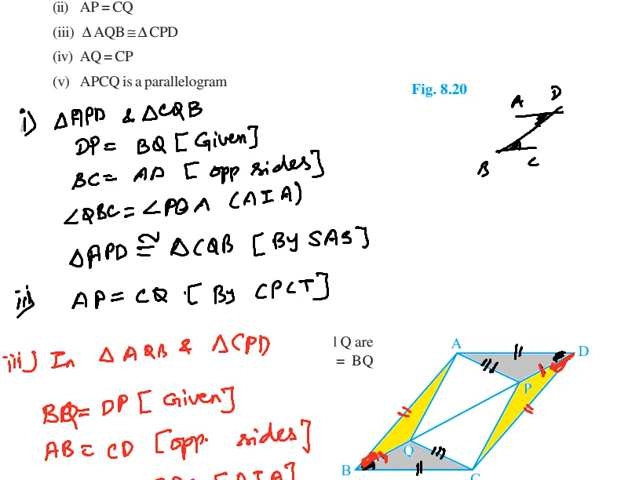 (ii) AP = CQ
(iii) Δ AQB ≅ Δ CPD
(iv) AQ = CP
(v) APCQ is a parallelogram
Fig. 8.20
A D
B C
i) ΔAPD & ΔCQB
DP = BQ [Given]
BC = AD [opp sides]
∠QBC = ∠PDA (AIA)
ΔAPD ≅ ΔCQB [By SAS]
ii) AP = CQ [By CPCT]
iii) In ΔAQB & ΔCPD
BQ = DP [Given]
AB = CD [opp. sides]
[AIA]
Q are
= BQ
A D
P
Q
B C